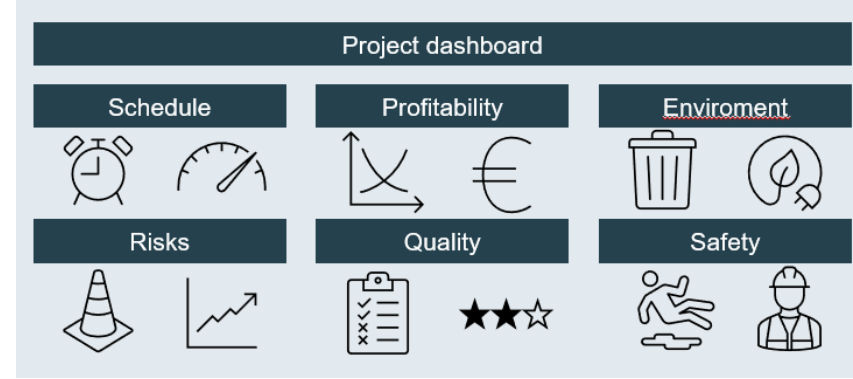 Project dashboard
Schedule
Profitability
Enviroment
Risks
Quality
Safety